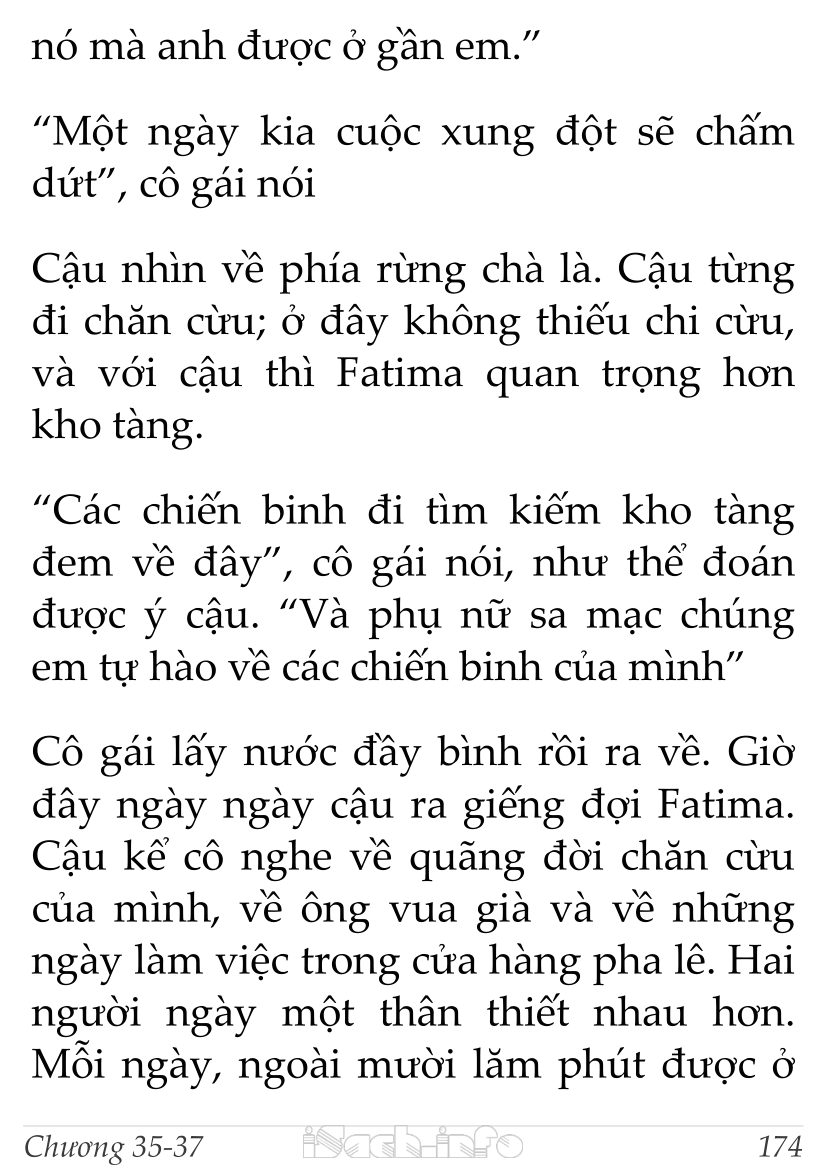 nó mà anh được ở gần em.”
“Một ngày kia cuộc xung đột sẽ chấm
dứt”, cô gái nói
Cậu nhìn về phía rừng chà là. Cậu từng
đi chăn cừu; ở đây không thiếu chi cừu,
và với cậu thì Fatima quan trọng hơn
kho tàng.
“Các chiến binh đi tìm kiếm kho tàng
đem về đây”, cô gái nói, như thể đoán
được ý cậu. “Và phụ nữ sa mạc chúng
em tự hào về các chiến binh của mình”
Cô gái lấy nước đầy bình rồi ra về. Giờ
đây ngày ngày cậu ra giếng đợi Fatima.
Cậu kể cô nghe về quãng đời chăn cừu
của mình, về ông vua già và về những
ngày làm việc trong cửa hàng pha lê. Hai
người ngày một thân thiết nhau hơn.
Mỗi ngày, ngoài mười lăm phút được ở
Chương 35-37 iSach.info 174